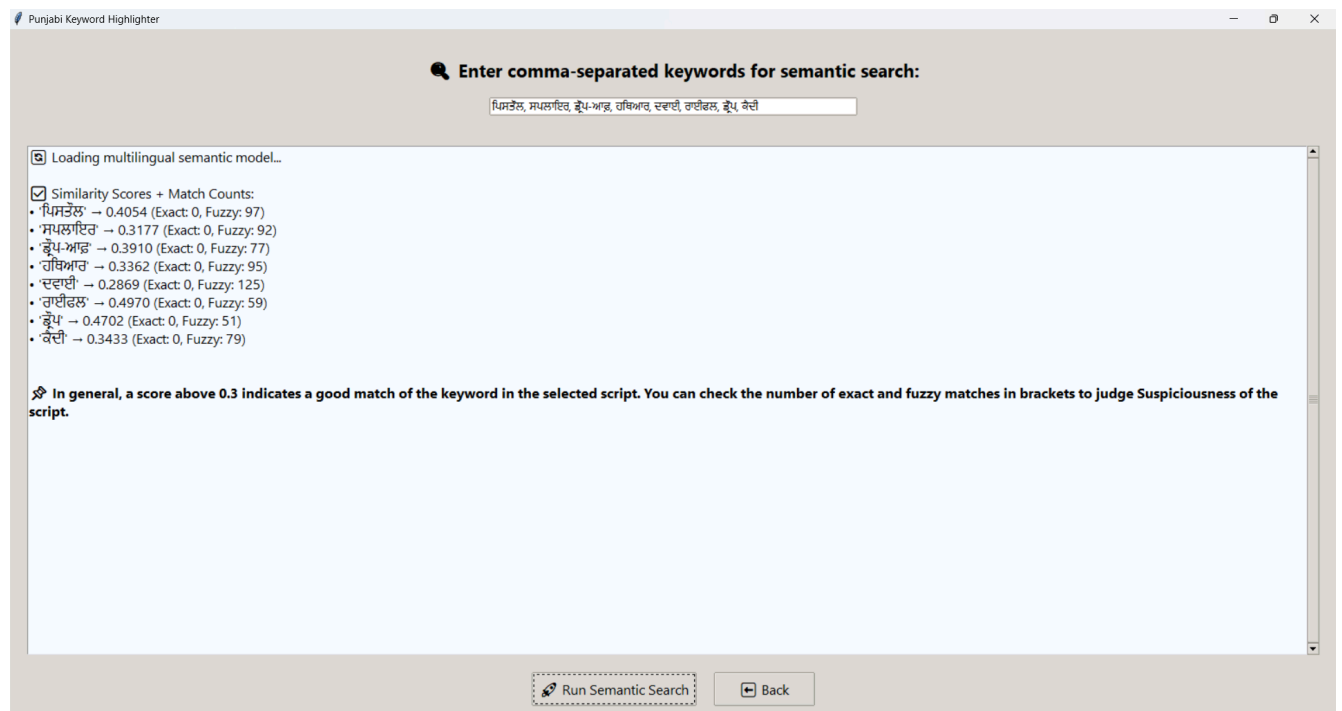 Punjabi Keyword Highlighter
Enter comma-separated keywords for semantic search:
ਪਿਸਤੌਲ, ਸਪਲਾਇਰ, ਡ੍ਰੌਪ-ਆਫ਼, ਹਥਿਆਰ, ਦਵਾਈ, ਰਾਈਫਲ, ਡ੍ਰੌਪ, ਕੈਦੀ
Loading multilingual semantic model...
Similarity Scores + Match Counts:
• 'ਪਿਸਤੌਲ' → 0.4054 (Exact: 0, Fuzzy: 97)
• 'ਸਪਲਾਇਰ' → 0.3177 (Exact: 0, Fuzzy: 92)
• 'ਡ੍ਰੌਪ-ਆਫ਼' → 0.3910 (Exact: 0, Fuzzy: 77)
• 'ਹਥਿਆਰ' → 0.3362 (Exact: 0, Fuzzy: 95)
• 'ਦਵਾਈ' → 0.2869 (Exact: 0, Fuzzy: 125)
• 'ਰਾਈਫਲ' → 0.4970 (Exact: 0, Fuzzy: 59)
• 'ਡ੍ਰੌਪ' → 0.4702 (Exact: 0, Fuzzy: 51)
• 'ਕੈਦੀ' → 0.3433 (Exact: 0, Fuzzy: 79)
In general, a score above 0.3 indicates a good match of the keyword in the selected script. You can check the number of exact and fuzzy matches in brackets to judge Suspiciousness of the
script.
Run Semantic Search
Back